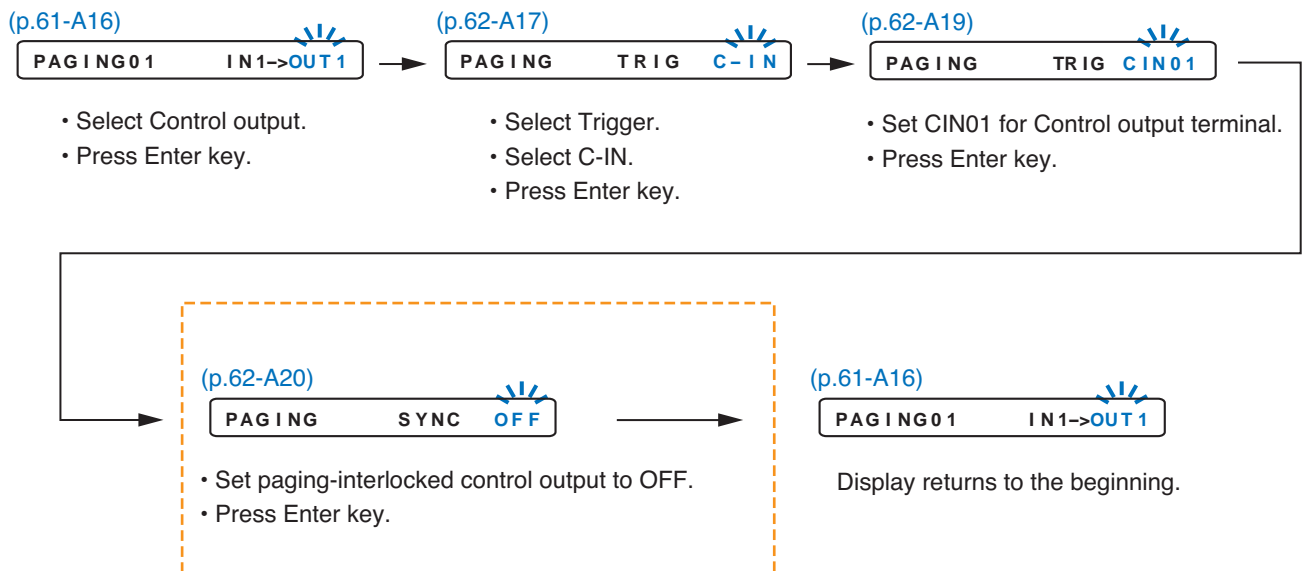 (p.61-A16)
PAGING01 IN1->OUT1
• Select Control output.
• Press Enter key.
(p.62-A17)
PAGING TRIG C-IN
• Select Trigger.
• Select C-IN.
• Press Enter key.
(p.62-A19)
PAGING TRIG CIN01
• Set CIN01 for Control output terminal.
• Press Enter key.
(p.62-A20)
PAGING SYNC OFF
• Set paging-interlocked control output to OFF.
• Press Enter key.
(p.61-A16)
PAGING01 IN1->OUT1
Display returns to the beginning.